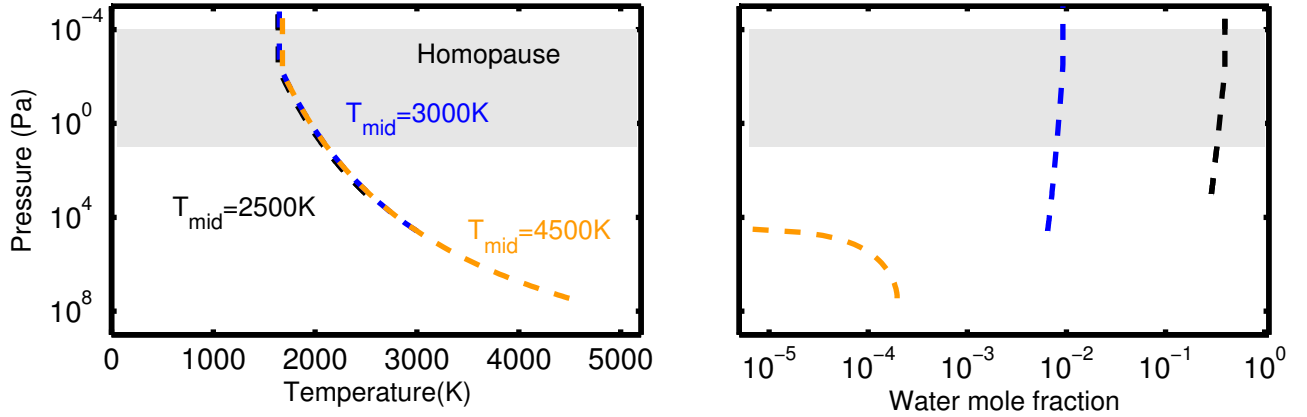 Pressure (Pa)
10^−4
10^0
10^4
10^8
Homopause
T_mid=3000K
T_mid=2500K
T_mid=4500K
0 1000 2000 3000 4000 5000
Temperature(K)
10^−5 10^−4 10^−3 10^−2 10^−1 10^0
Water mole fraction